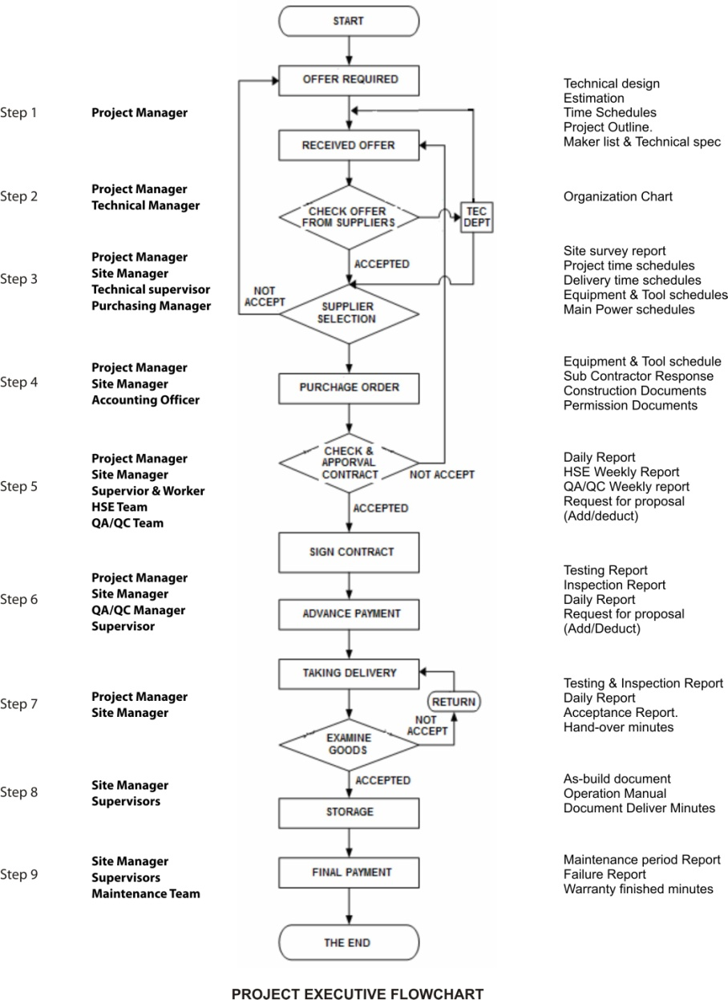 START
OFFER REQUIRED
Step 1
Project Manager
Technical design
Estimation
Time Schedules
Project Outline.
Maker list & Technical spec
RECEIVED OFFER
Step 2
Project Manager
Technical Manager
CHECK OFFER
FROM SUPPLIERS
TEC
DEPT
Organization Chart
ACCEPTED
Step 3
Project Manager
Site Manager
Technical supervisor
Purchasing Manager
NOT
ACCEPT
SUPPLIER
SELECTION
Site survey report
Project time schedules
Delivery time schedules
Equipment & Tool schedules
Main Power schedules
Step 4
Project Manager
Site Manager
Accounting Officer
PURCHAGE ORDER
Equipment & Tool schedule
Sub Contractor Response
Construction Documents
Permission Documents
Step 5
Project Manager
Site Manager
Supervior & Worker
HSE Team
QA/QC Team
CHECK &
APPORVAL
CONTRACT
NOT ACCEPT
ACCEPTED
Daily Report
HSE Weekly Report
QA/QC Weekly report
Request for proposal
(Add/deduct)
SIGN CONTRACT
Step 6
Project Manager
Site Manager
QA/QC Manager
Supervisor
ADVANCE PAYMENT
Testing Report
Inspection Report
Daily Report
Request for proposal
(Add/Deduct)
TAKING DELIVERY
Step 7
Project Manager
Site Manager
RETURN
NOT
ACCEPT
EXAMINE
GOODS
Testing & Inspection Report
Daily Report
Acceptance Report.
Hand-over minutes
ACCEPTED
Step 8
Site Manager
Supervisors
STORAGE
As-build document
Operation Manual
Document Deliver Minutes
Step 9
Site Manager
Supervisors
Maintenance Team
FINAL PAYMENT
Maintenance period Report
Failure Report
Warranty finished minutes
THE END
PROJECT EXECUTIVE FLOWCHART